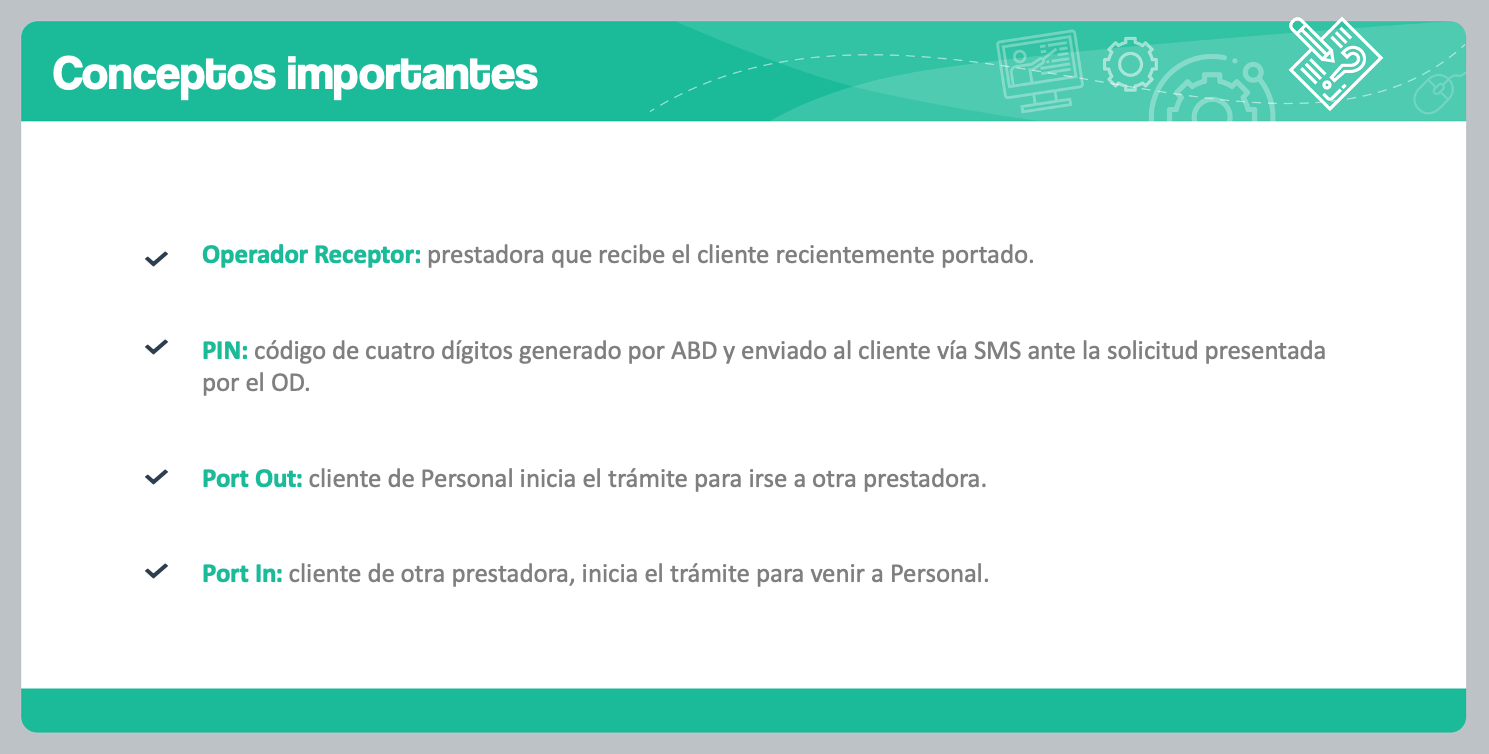 Conceptos importantes
Operador Receptor: prestadora que recibe el cliente recientemente portado.
PIN: código de cuatro dígitos generado por ABD y enviado al cliente vía SMS ante la solicitud presentada
por el OD.
Port Out: cliente de Personal inicia el trámite para irse a otra prestadora.
Port In: cliente de otra prestadora, inicia el trámite para venir a Personal.